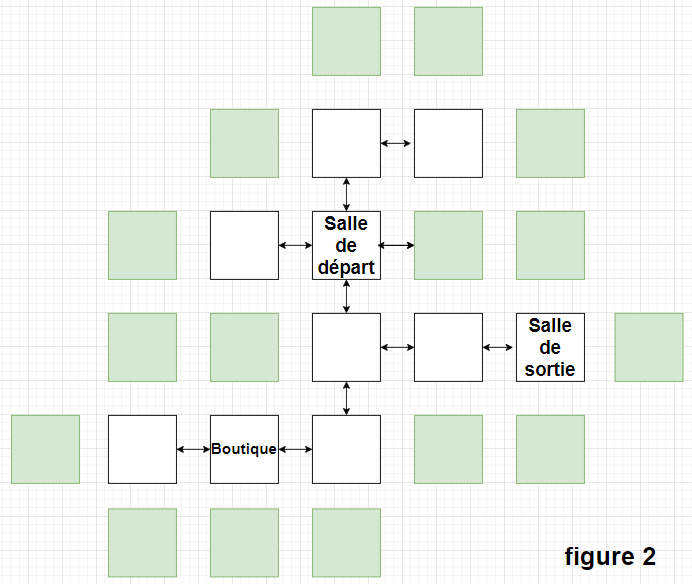 Salle
de
départ
Salle
de
sortie
Boutique
figure 2